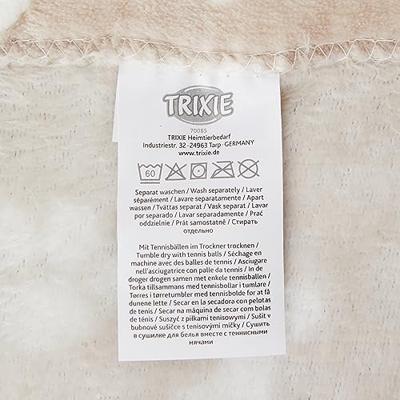 TRIXIE
70085
TRIXIE Heimtierbedarf
Industriestr. 32·24963 Tarp·GERMANY
www.trixie.de
60
Separat waschen / Wash separately / Laver
séparément / Lavare separatamente / Apart
wassen / Tvättas separat / Vask separat / Lavar
por separado / Lavar separadamente / Prać
oddzielnie / Prát samostatně / Стирать
отдельно
Mit Tennisbällen im Trockner trocknen /
Tumble dry with tennis balls / Séchage en
machine avec des balles de tennis / Asciugare
nell'asciugatrice con palle da tennis / In de
droger drogen samen met enkele tennisballen /
Torka tillsammans med tennisbollar i tumlare /
Tørres i tørretumbler med tennisbolde for at få
dunene lette / Secar en la secadora con pelotas
de tenis / Secar na máquina de secar com bolas
de ténis / Suszyć z piłkami tenisowymi / Sušit v
bubnové sušičce s tenisovými míčky / Сушить
в сушилке для белья вместе с теннисными
мячами